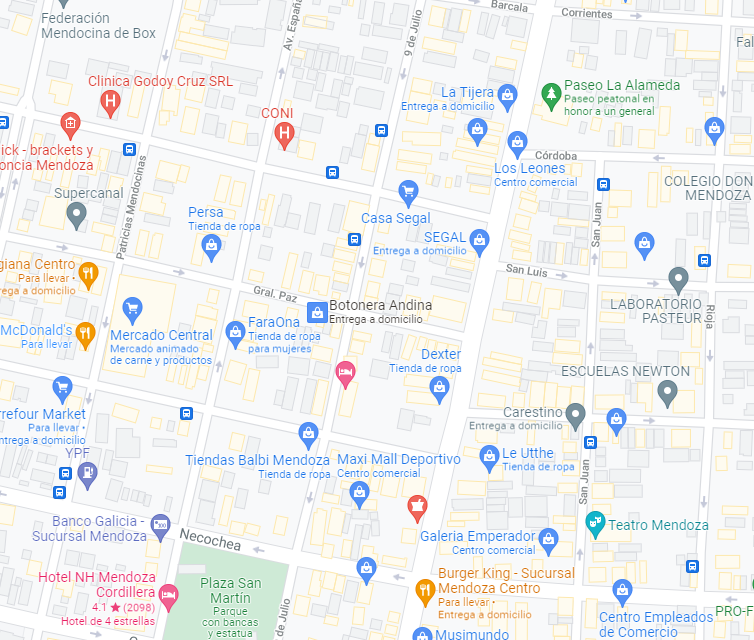 Barcala
Corrientes
Federación
Mendocina de Box
Av. España
9 de Julio
Fal
Clinica Godoy Cruz SRL
La Tijera
Entrega a domicilio
Paseo La Alameda
Paseo peatonal en
honor a un general
CONI
ick - brackets y
oncia Mendoza
Córdoba
Los Leones
Centro comercial
COLEGIO DON
MENDOZA
Supercanal
Patricias Mendocinas
Persa
Tienda de ropa
Casa Segal
San Juan
SEGAL
Entrega a domicilio
giana Centro
Para llevar •
rega a domicilio
San Luis
Gral. Paz
Botonera Andina
Entrega a domicilio
LABORATORIO
PASTEUR
Rioja
McDonald's
Para llevar
Mercado Central
Mercado animado
de carne y productos
FaraOna
Tienda de ropa
para mujeres
Dexter
Tienda de ropa
ESCUELAS NEWTON
rrefour Market
Para llevar •
ntrega a domicilio
Carestino
Entrega a domicilio
YPF
Tiendas Balbi Mendoza
Tienda de ropa
Maxi Mall Deportivo
Centro comercial
Le Utthe
Tienda de ropa
San Juan
Banco Galicia -
Sucursal Mendoza
Necochea
Galeria Emperador
Centro comercial
Teatro Mendoza
Hotel NH Mendoza
Cordillera
4.1 ★ (2098)
Hotel de 4 estrellas
Plaza San
Martín
Parque
con bancas
y estatua
de Julio
Burger King - Sucursal
Mendoza Centro
Para llevar •
Entrega a domicilio
Musimundo
Centro Empleados
de Comercio
PRO-F